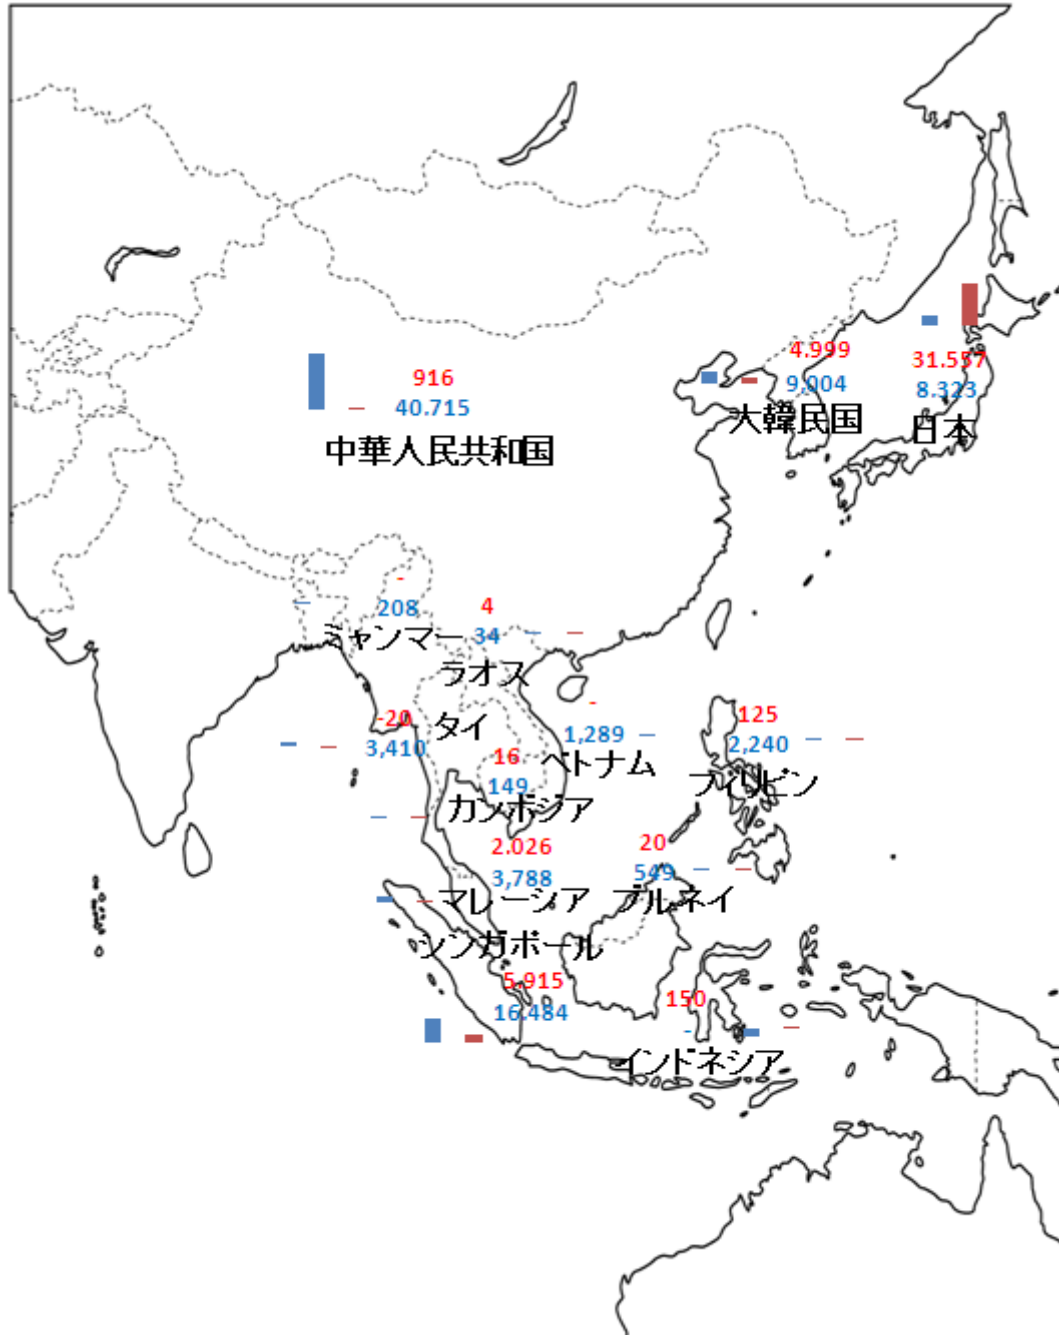 4.999
31.557
916
9,004
8.323
40.715
大韓民国
日本
中華人民共和国
-
208
4
34
ミャンマー
ラオス
-20
3,410
タイ
-
1,289
125
2,240
16
149
ベトナム
フィリピン
カンボジア
2.026
3,788
20
549
マレーシア
ブルネイ
シンガポール
5.915
16.484
150
-
インドネシア